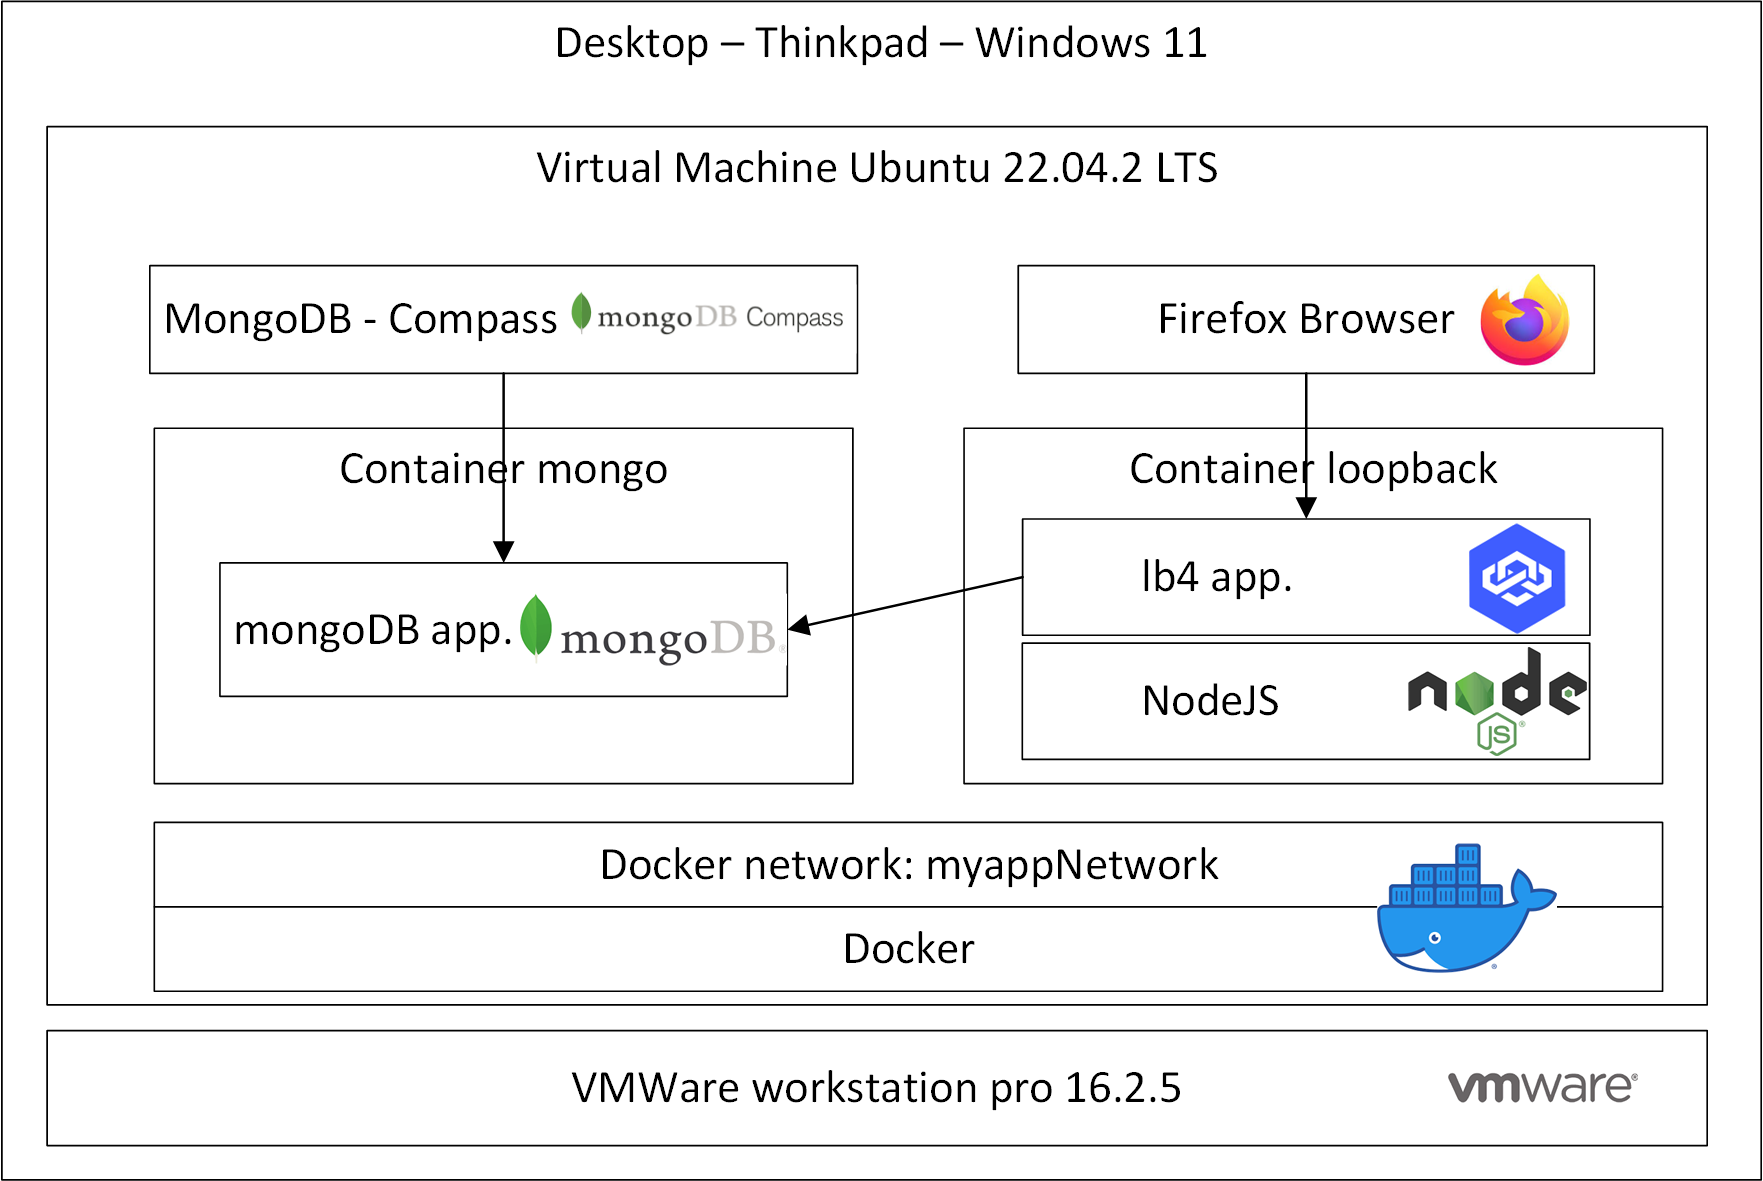 Desktop – Thinkpad – Windows 11
Virtual Machine Ubuntu 22.04.2 LTS
MongoDB - Compass mongoDB Compass
Firefox Browser
Container mongo
Container loopback
lb4 app.
mongoDB app. mongoDB®
NodeJS node
JS®
Docker network: myappNetwork
Docker
VMWare workstation pro 16.2.5 vmware®